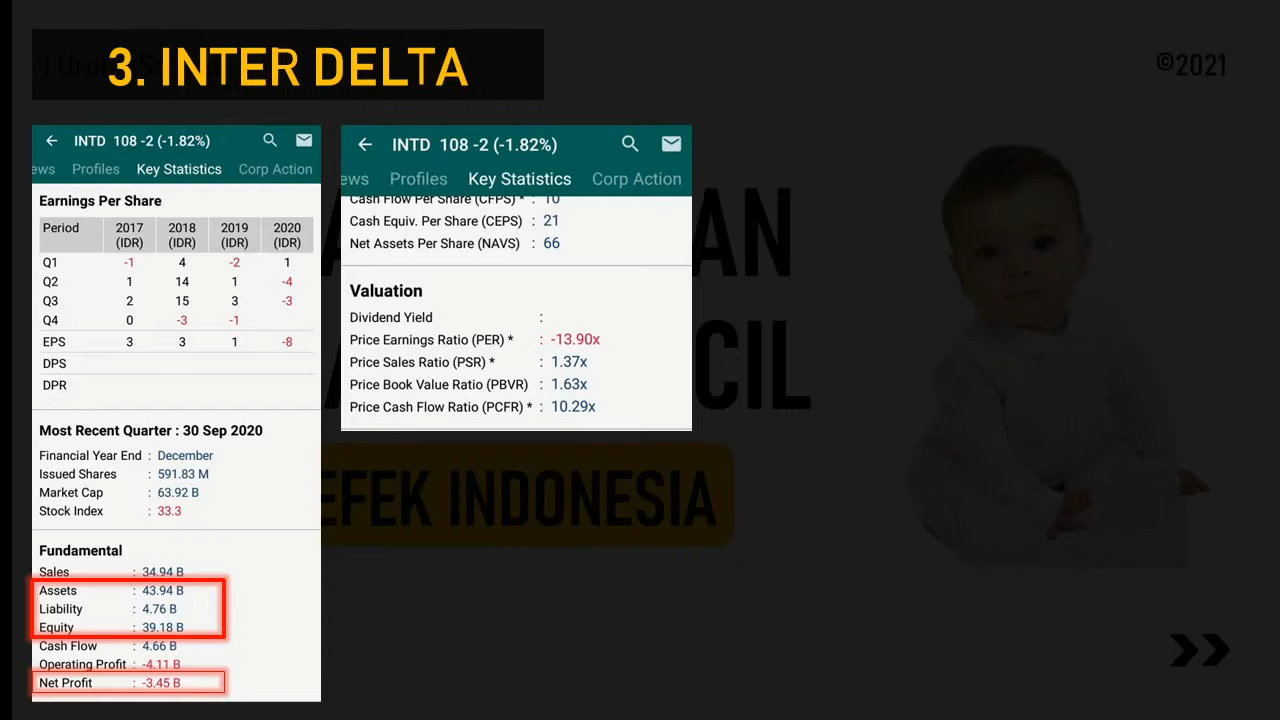 3. INTER DELTA
©2021
INTD 108 -2 (-1.82%)
ews Profiles Key Statistics Corp Action
Earnings Per Share
Period 2017 (IDR) 2018 (IDR) 2019 (IDR) 2020 (IDR)
Q1 -1 4 -2 1
Q2 1 14 1 -4
Q3 2 15 3 -3
Q4 0 -3 -1
EPS 3 3 1 -8
DPS
DPR
Most Recent Quarter : 30 Sep 2020
Financial Year End : December
Issued Shares : 591.83 M
Market Cap : 63.92 B
Stock Index : 33.3
Fundamental
Sales : 34.94 B
Assets : 43.94 B
Liability : 4.76 B
Equity : 39.18 B
Cash Flow : 4.66 B
Operating Profit : -4.11 B
Net Profit : -3.45 B
INTD 108 -2 (-1.82%)
ews Profiles Key Statistics Corp Action
Cash Flow Per Share (CFPS) * : 10
Cash Equiv. Per Share (CEPS) : 21
Net Assets Per Share (NAVS) : 66
Valuation
Dividend Yield :
Price Earnings Ratio (PER) * : -13.90x
Price Sales Ratio (PSR) * : 1.37x
Price Book Value Ratio (PBVR) : 1.63x
Price Cash Flow Ratio (PCFR) * : 10.29x
AN
CIL
EFEK INDONESIA